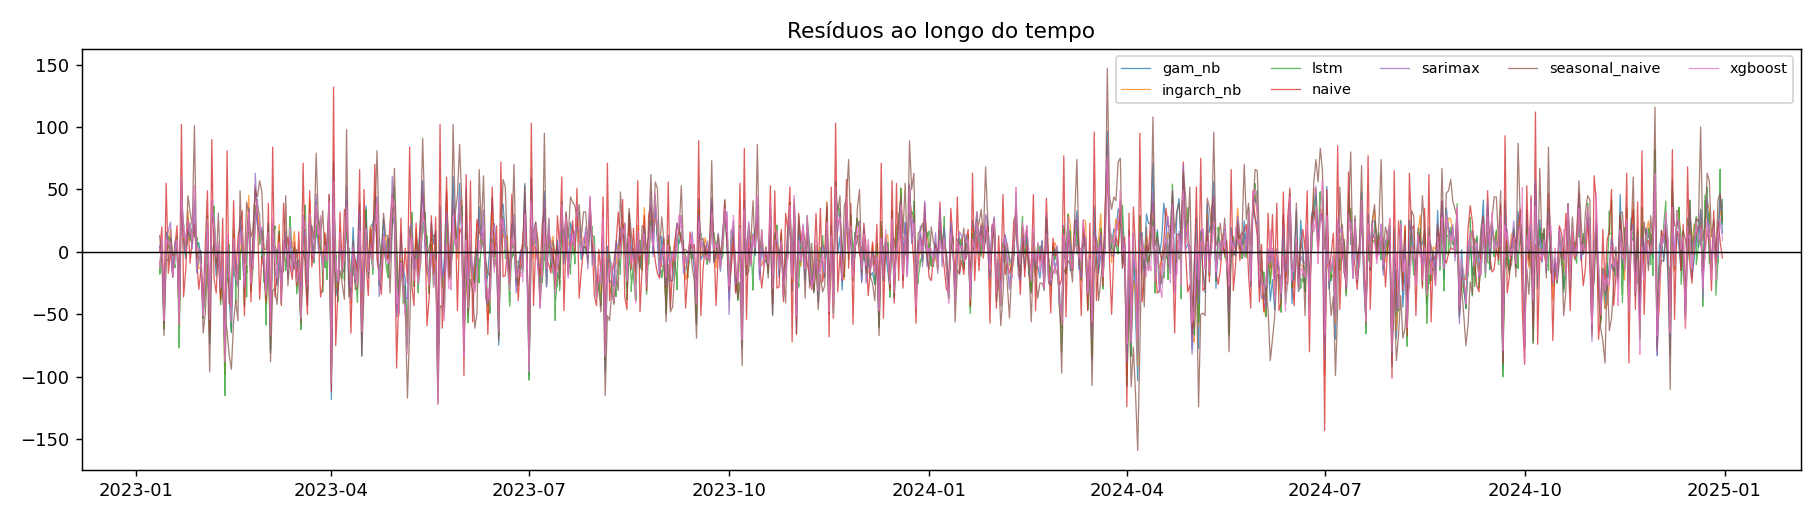 Resíduos ao longo do tempo
gam_nb lstm sarimax seasonal_naive xgboost
ingarch_nb naive
150
100
50
0
−50
−100
−150
2023-01 2023-04 2023-07 2023-10 2024-01 2024-04 2024-07 2024-10 2025-01